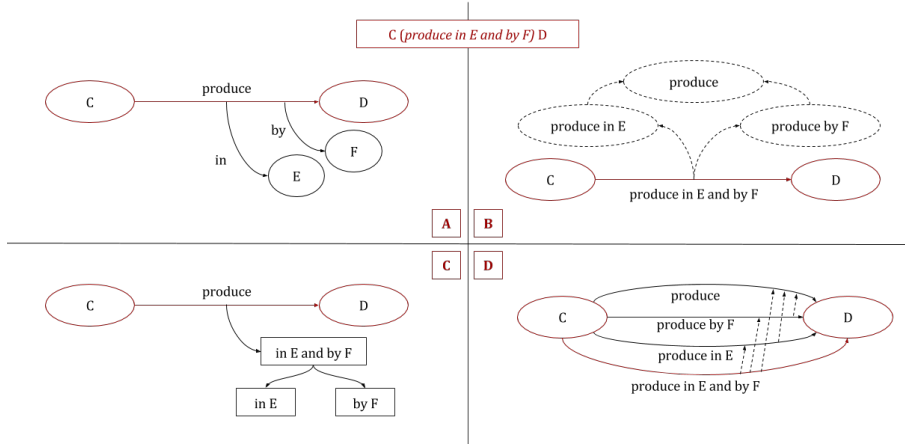 C (produce in E and by F) D
produce
C
D
by
F
in
E
produce
produce in E
produce by F
C
D
produce in E and by F
A
B
C
D
produce
C
D
in E and by F
in E
by F
produce
C
D
produce by F
produce in E
produce in E and by F